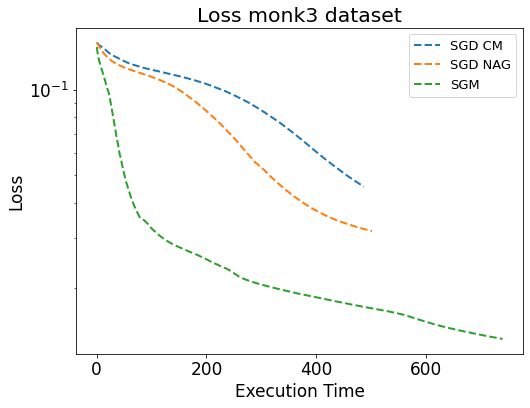 Loss monk3 dataset
SGD CM
SGD NAG
SGM
10⁻¹
Loss
0 200 400 600
Execution Time